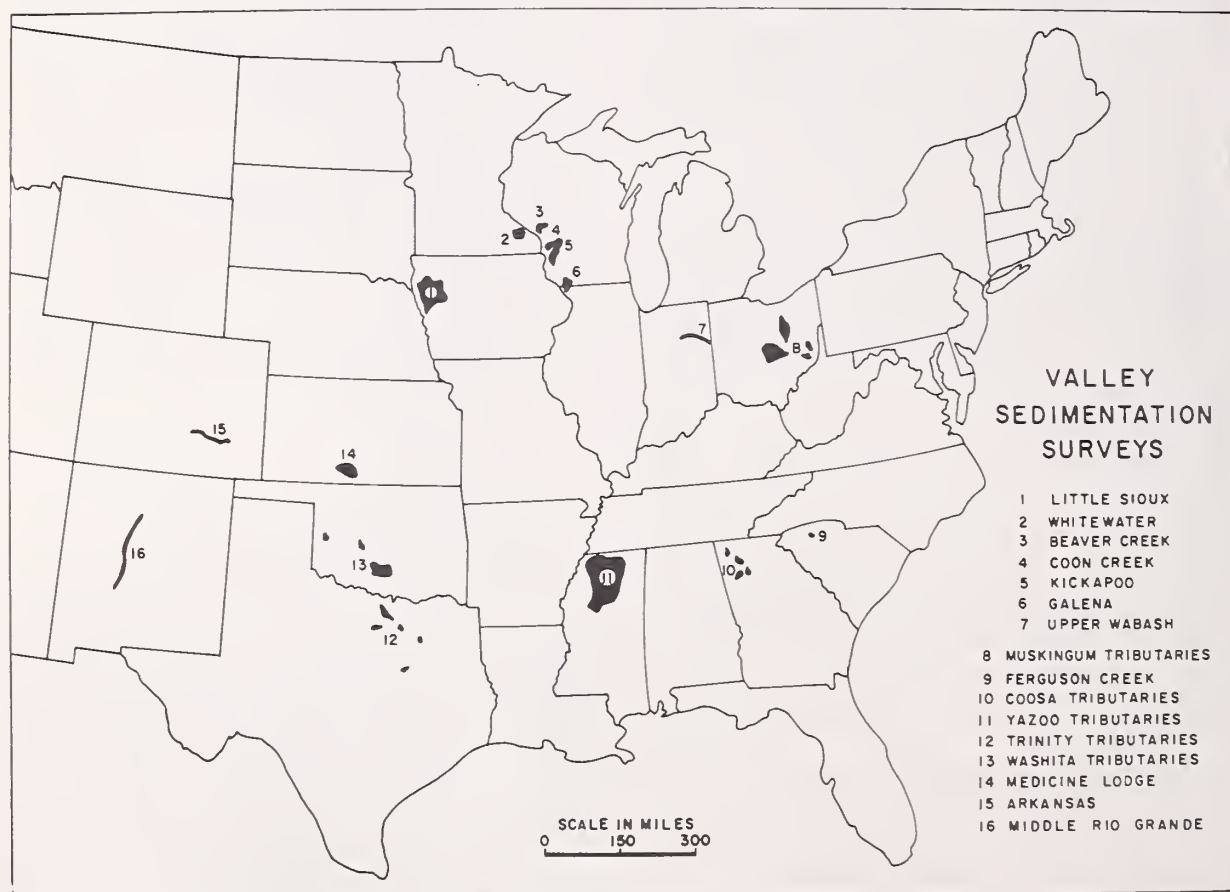 VALLEY
SEDIMENTATION
SURVEYS
1 LITTLE SIOUX
2 WHITEWATER
3 BEAVER CREEK
4 COON CREEK
5 KICKAPOO
6 GALENA
7 UPPER WABASH
8 MUSKINGUM TRIBUTARIES
9 FERGUSON CREEK
10 COOSA TRIBUTARIES
11 YAZOO TRIBUTARIES
12 TRINITY TRIBUTARIES
13 WASHITA TRIBUTARIES
14 MEDICINE LODGE
15 ARKANSAS
16 MIDDLE RIO GRANDE
3
2
4
5
6
1
7
8
15
14
9
16
13
10
11
12
SCALE IN MILES
0 150 300